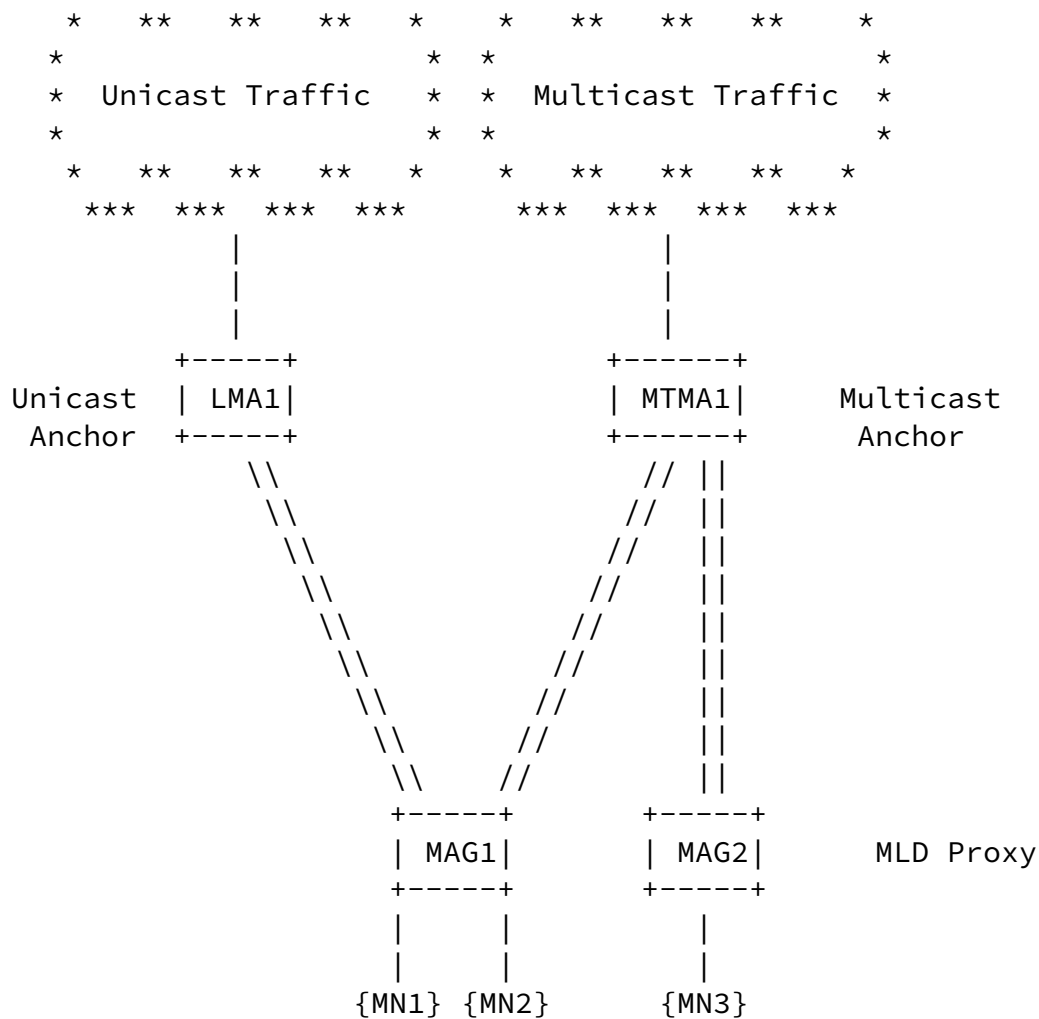 Unicast Traffic Multicast Traffic
LMA1 MTMA1
Unicast Anchor
Multicast Anchor
MAG1 MAG2 MLD Proxy
{MN1} {MN2} {MN3}